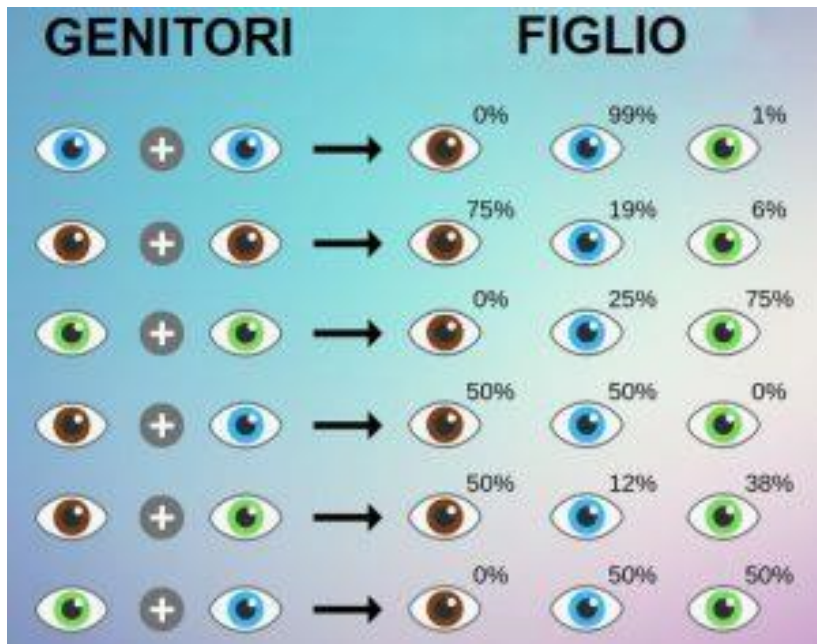 GENITORI FIGLIO
+ 0% 99% 1%
+ 75% 19% 6%
+ 0% 25% 75%
+ 50% 50% 0%
+ 50% 12% 38%
+ 0% 50% 50%